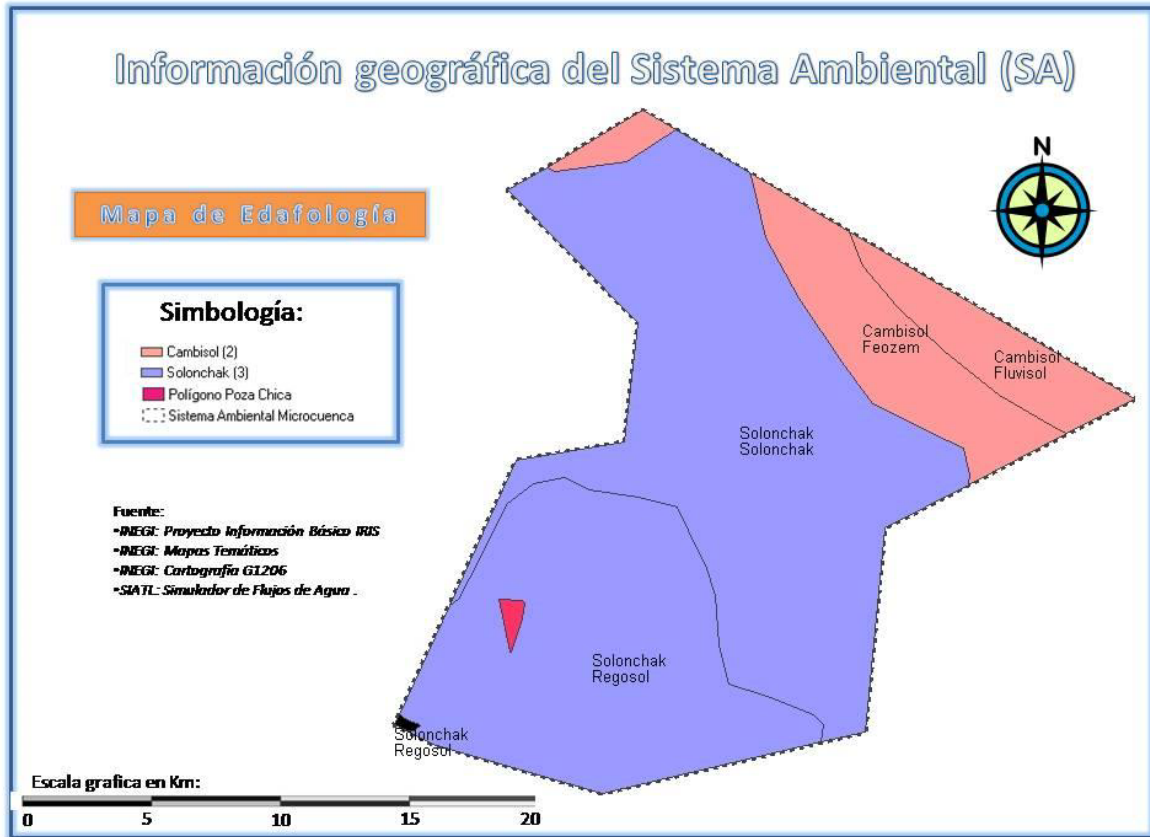 Información geográfica del Sistema Ambiental (SA)
N
Mapa de Edafología
Simbología:
Cambisol (2)
Solonchak (3)
Polígono Poza Chica
Sistema Ambiental Microcuenca
Cambisol
Feozem
Cambisol
Fluvisol
Solonchak
Solonchak
Fuente:
•INEGI: Proyecto Información Básico IRIS
•INEGI: Mapas Temáticos
•INEGI: Cartografía G1206
•SIATL: Simulador de Flujos de Agua .
Solonchak
Regosol
Solonchak
Regosol
Escala grafica en Km:
0 5 10 15 20